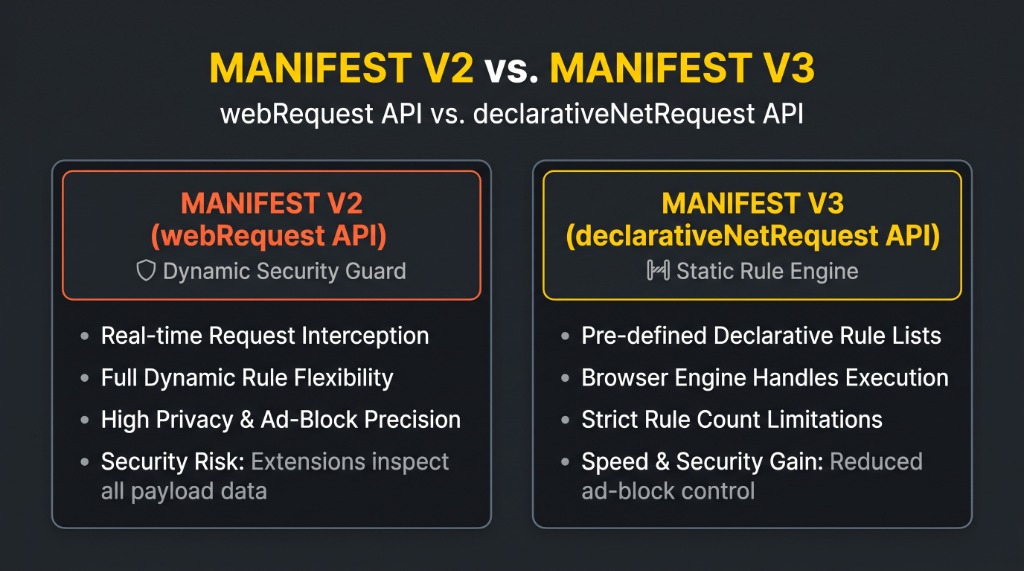 MANIFEST V2 vs. MANIFEST V3
webRequest API vs. declarativeNetRequest API
MANIFEST V2
(webRequest API)
Dynamic Security Guard
• Real-time Request Interception
• Full Dynamic Rule Flexibility
• High Privacy & Ad-Block Precision
• Security Risk: Extensions inspect
all payload data
MANIFEST V3
(declarativeNetRequest API)
Static Rule Engine
• Pre-defined Declarative Rule Lists
• Browser Engine Handles Execution
• Strict Rule Count Limitations
• Speed & Security Gain: Reduced
ad-block control